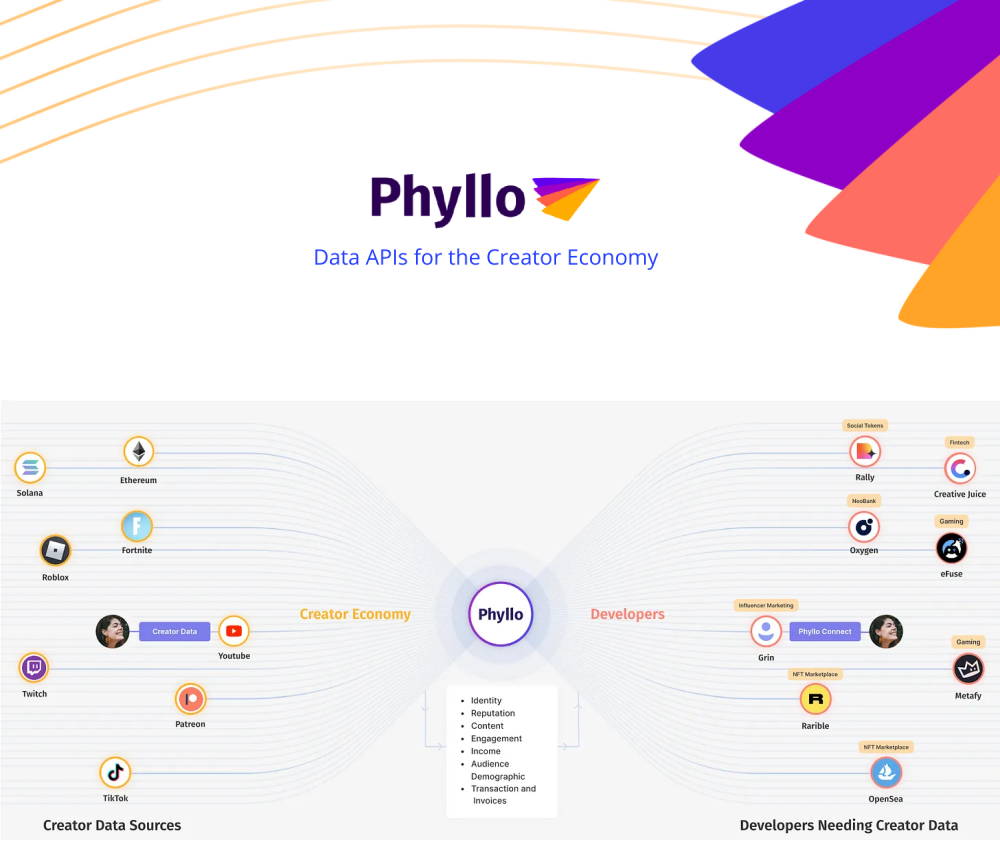 Phyllo
Data APIs for the Creator Economy
Solana
Ethereum
Fortnite
Roblox
Creator Data
Youtube
Twitch
Patreon
TikTok
Creator Data Sources
Creator Economy
Phyllo
Developers
• Identity
• Reputation
• Content
• Engagement
• Income
• Audience
Demographic
• Transaction and
Invoices
Social Tokens
Rally
Fintech
Creative Juice
NeoBank
Oxygen
Gaming
eFuse
Influencer Marketing
Grin
Phyllo Connect
Gaming
Metafy
NFT Marketplace
R
Rarible
NFT Marketplace
OpenSea
Developers Needing Creator Data